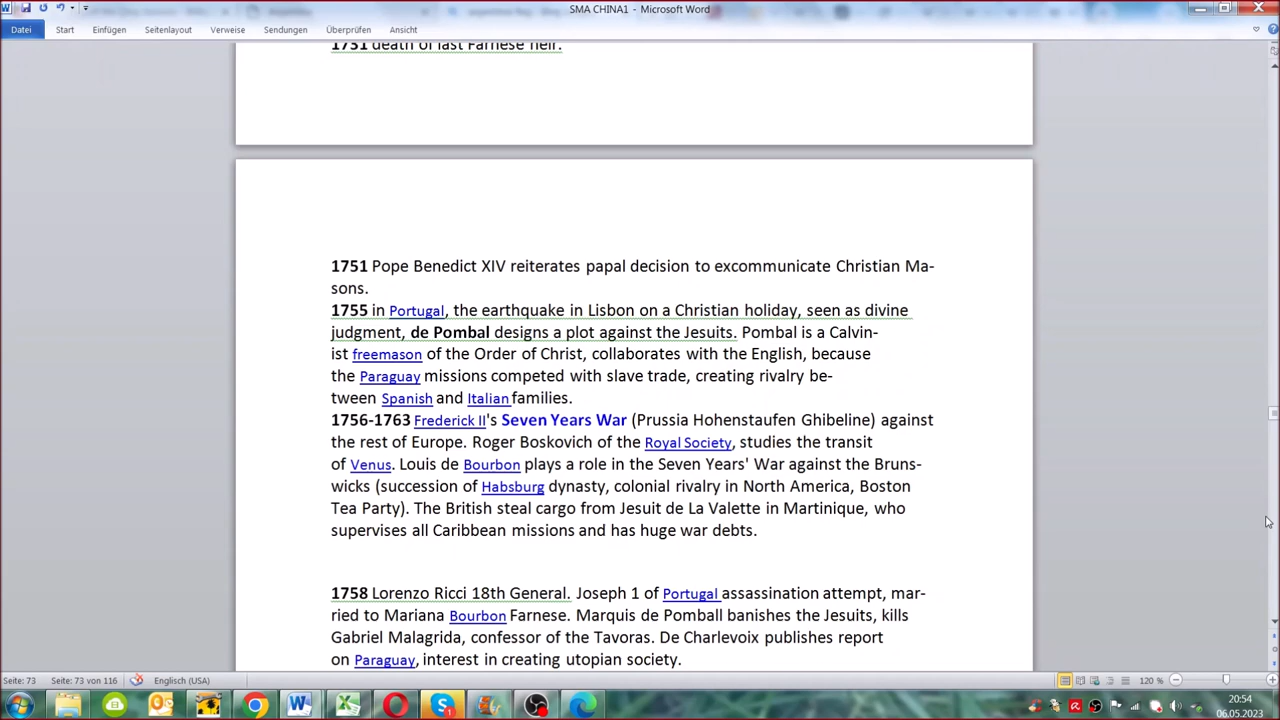 SMA CHINA1 - Microsoft Word
Datei Start Einfügen Seitenlayout Verweise Sendungen Überprüfen Ansicht
1731 death of last Farnese heir.
1751 Pope Benedict XIV reiterates papal decision to excommunicate Christian Ma-
sons.
1755 in Portugal, the earthquake in Lisbon on a Christian holiday, seen as divine
judgment, de Pombal designs a plot against the Jesuits. Pombal is a Calvin-
ist freemason of the Order of Christ, collaborates with the English, because
the Paraguay missions competed with slave trade, creating rivalry be-
tween Spanish and Italian families.
1756-1763 Frederick II's Seven Years War (Prussia Hohenstaufen Ghibeline) against
the rest of Europe. Roger Boskovich of the Royal Society, studies the transit
of Venus. Louis de Bourbon plays a role in the Seven Years' War against the Bruns-
wicks (succession of Habsburg dynasty, colonial rivalry in North America, Boston
Tea Party). The British steal cargo from Jesuit de La Valette in Martinique, who
supervises all Caribbean missions and has huge war debts.
1758 Lorenzo Ricci 18th General. Joseph 1 of Portugal assassination attempt, mar-
ried to Mariana Bourbon Farnese. Marquis de Pomball banishes the Jesuits, kills
Gabriel Malagrida, confessor of the Tavoras. De Charlevoix publishes report
on Paraguay, interest in creating utopian society.
Seite: 73 Seite: 73 von 116 Englisch (USA) 120 %
20:54
06.05.2023